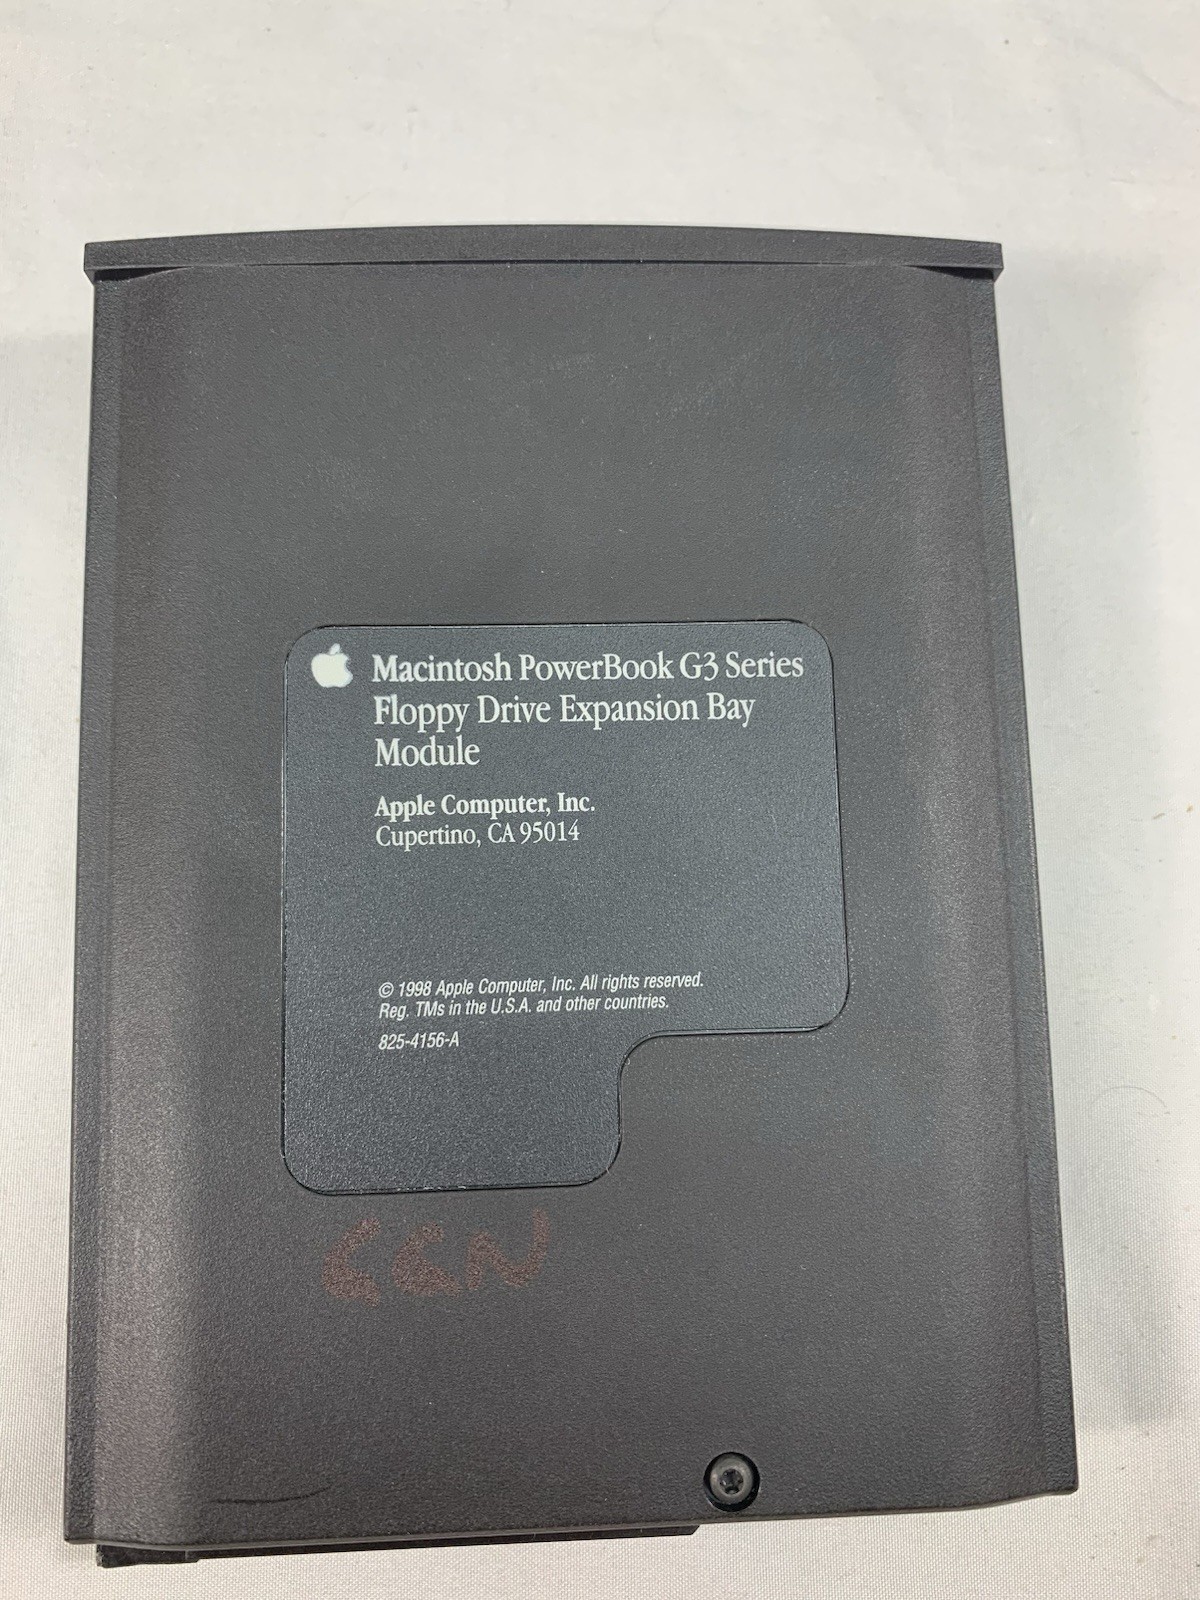 Macintosh PowerBook G3 Series
Floppy Drive Expansion Bay
Module
Apple Computer, Inc.
Cupertino, CA 95014
© 1998 Apple Computer, Inc. All rights reserved.
Reg. TMs in the U.S.A. and other countries.
825-4156-A